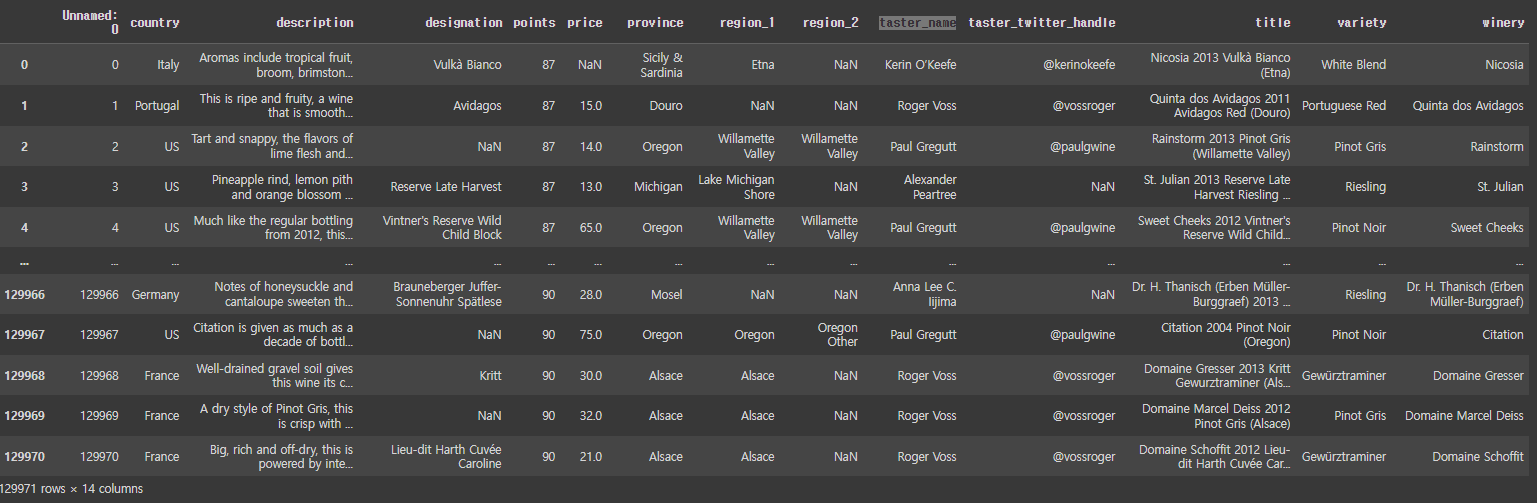 Unnamed: 0 country description designation points price province region_1 region_2 taster_name taster_twitter_handle title variety winery
0 0 Italy Aromas include tropical fruit, broom, brimston... Vulkà Bianco 87 NaN Sicily & Sardinia Etna NaN Kerin O'Keefe @kerinokeefe Nicosia 2013 Vulkà Bianco (Etna) White Blend Nicosia
1 1 Portugal This is ripe and fruity, a wine that is smooth... Avidagos 87 15.0 Douro NaN NaN Roger Voss @vossroger Quinta dos Avidagos 2011 Avidagos Red (Douro) Portuguese Red Quinta dos Avidagos
2 2 US Tart and snappy, the flavors of lime flesh and... NaN 87 14.0 Oregon Willamette Valley Willamette Valley Paul Gregutt @paulgwine Rainstorm 2013 Pinot Gris (Willamette Valley) Pinot Gris Rainstorm
3 3 US Pineapple rind, lemon pith and orange blossom ... Reserve Late Harvest 87 13.0 Michigan Lake Michigan Shore NaN Alexander Peartree NaN St. Julian 2013 Reserve Late Harvest Riesling ... Riesling St. Julian
4 4 US Much like the regular bottling from 2012, this... Vintner's Reserve Wild Child Block 87 65.0 Oregon Willamette Valley Willamette Valley Paul Gregutt @paulgwine Sweet Cheeks 2012 Vintner's Reserve Wild Child... Pinot Noir Sweet Cheeks
... ... ... ... ... ... ... ... ... ... ... ... ... ... ...
129966 129966 Germany Notes of honeysuckle and cantaloupe sweeten th... Brauneberger Juffer-Sonnenuhr Spätlese 90 28.0 Mosel NaN NaN Anna Lee C. Iijima NaN Dr. H. Thanisch (Erben Müller-Burggraef) 2013 ... Riesling Dr. H. Thanisch (Erben Müller-Burggraef)
129967 129967 US Citation is given as much as a decade of bottl... NaN 90 75.0 Oregon Oregon Oregon Other Paul Gregutt @paulgwine Citation 2004 Pinot Noir (Oregon) Pinot Noir Citation
129968 129968 France Well-drained gravel soil gives this wine its c... Kritt 90 30.0 Alsace Alsace NaN Roger Voss @vossroger Domaine Gresser 2013 Kritt Gewurztraminer (Als... Gewürztraminer Domaine Gresser
129969 129969 France A dry style of Pinot Gris, this is crisp with ... NaN 90 32.0 Alsace Alsace NaN Roger Voss @vossroger Domaine Marcel Deiss 2012 Pinot Gris (Alsace) Pinot Gris Domaine Marcel Deiss
129970 129970 France Big, rich and off-dry, this is powered by inte... Lieu-dit Harth Cuvée Caroline 90 21.0 Alsace Alsace NaN Roger Voss @vossroger Domaine Schoffit 2012 Lieu-dit Harth Cuvée Car... Gewürztraminer Domaine Schoffit
129971 rows × 14 columns